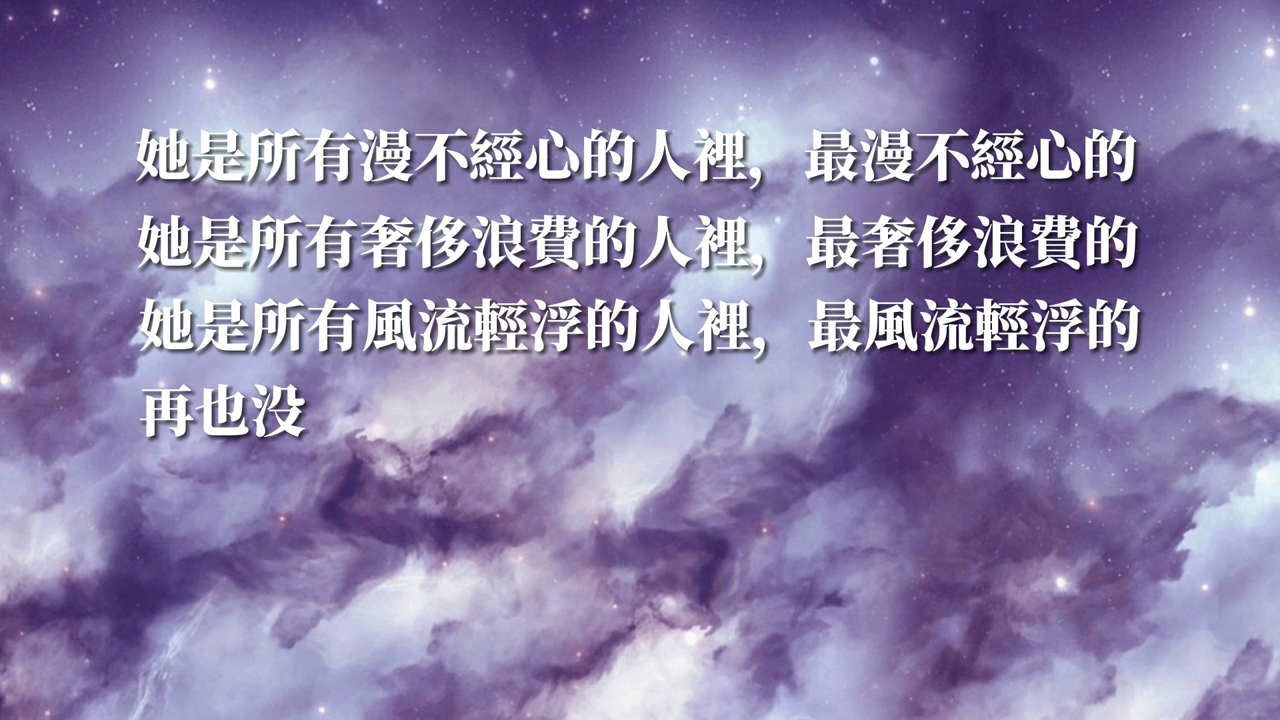 她是所有漫不經心的人裡，最漫不經心的
她是所有奢侈浪費的人裡，最奢侈浪費的
她是所有風流輕浮的人裡，最風流輕浮的
再也没